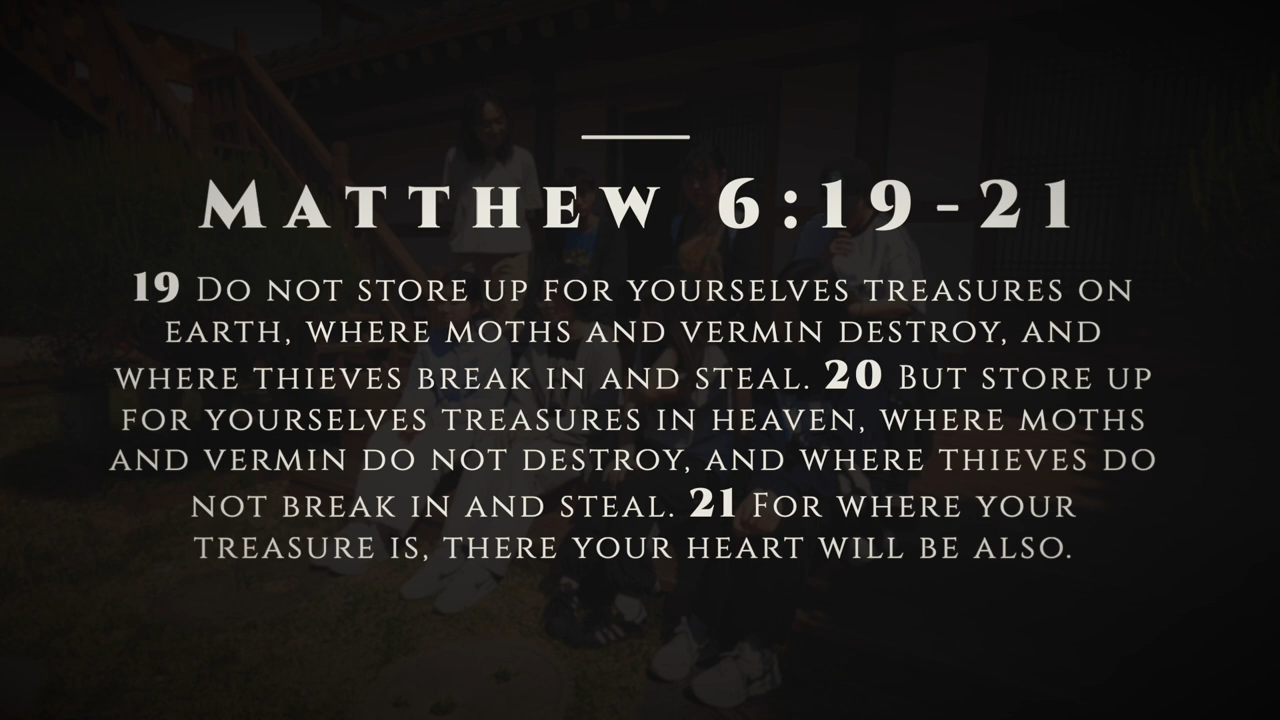 Matthew 6:19-21
19 Do not store up for yourselves treasures on
earth, where moths and vermin destroy, and
where thieves break in and steal. 20 But store up
for yourselves treasures in heaven, where moths
and vermin do not destroy, and where thieves do
not break in and steal. 21 For where your
treasure is, there your heart will be also.